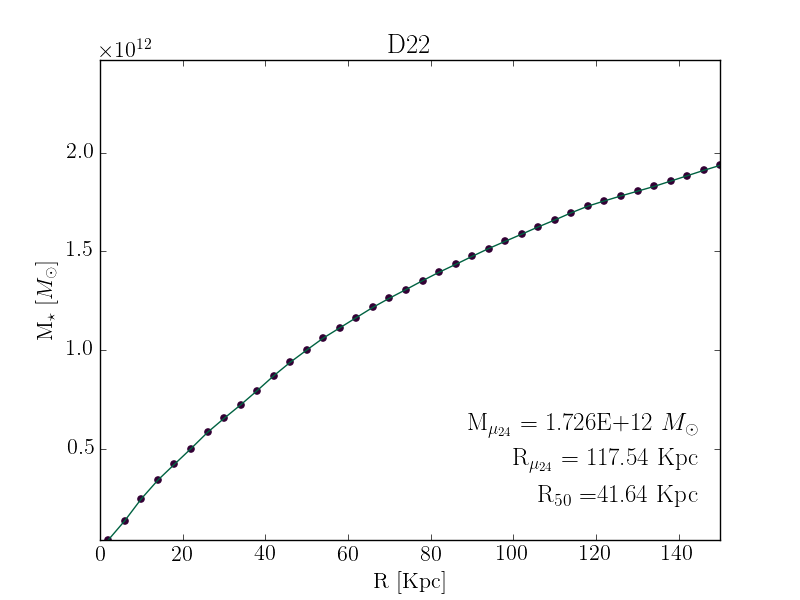 D22
×10¹²
2.0
1.5
1.0
0.5
M⋆ [M⊙]
M_μ24 = 1.726E+12 M⊙
R_μ24 = 117.54 Kpc
R₅₀ =41.64 Kpc
0 20 40 60 80 100 120 140
R [Kpc]